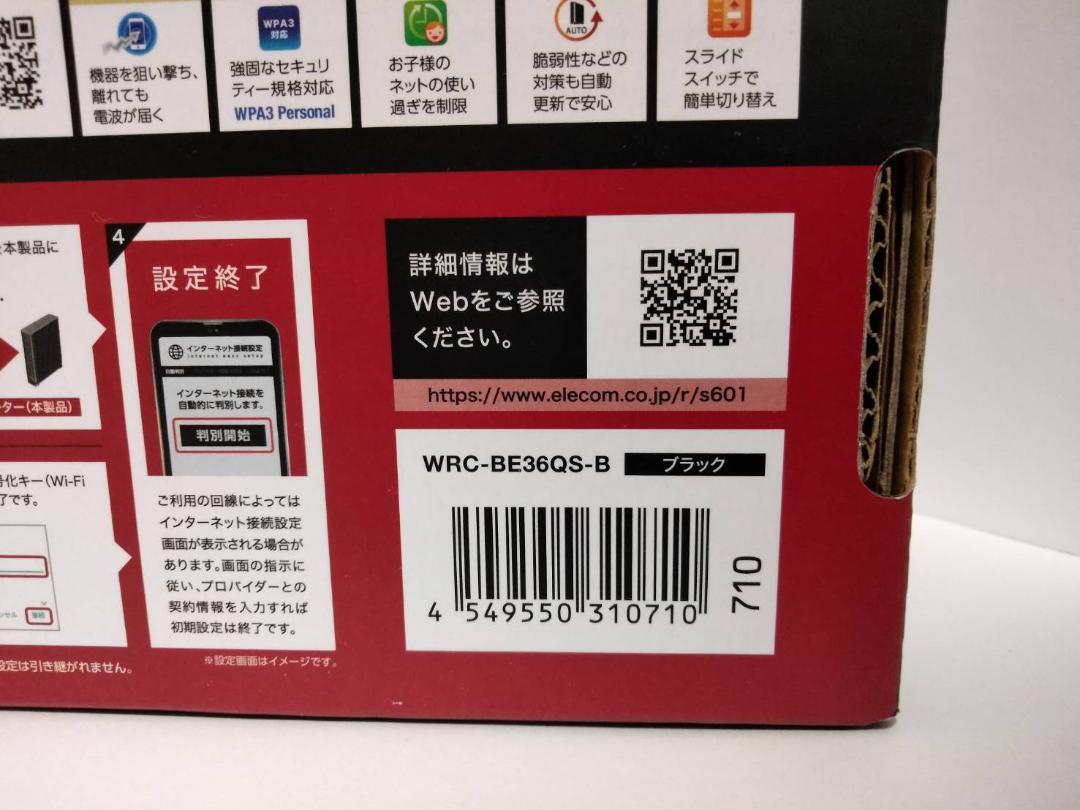 機器を狙い撃ち、
離れても
電波が届く
WPA3
対応
強固なセキュリ
ティー規格対応
WPA3 Personal
お子様の
ネットの使い
過ぎを制限
AUTO
脆弱性などの
対策も自動
更新で安心
スライド
スイッチで
簡単切り替え
本製品に
ター(本製品)
号化キー(Wi-Fi
了です。
接続
設定は引き継がれません。
4
設定終了
インターネット接続設定
internet easy setup
インターネット接続を
自動的に判別します。
判別開始
ご利用の回線によっては
インターネット接続設定
画面が表示される場合が
あります。画面の指示に
従い、プロバイダーとの
契約情報を入力すれば
初期設定は終了です。
※設定画面はイメージです。
詳細情報は
Webをご参照
ください。
https://www.elecom.co.jp/r/s601
WRC-BE36QS-B ブラック
4 549550 310710
710